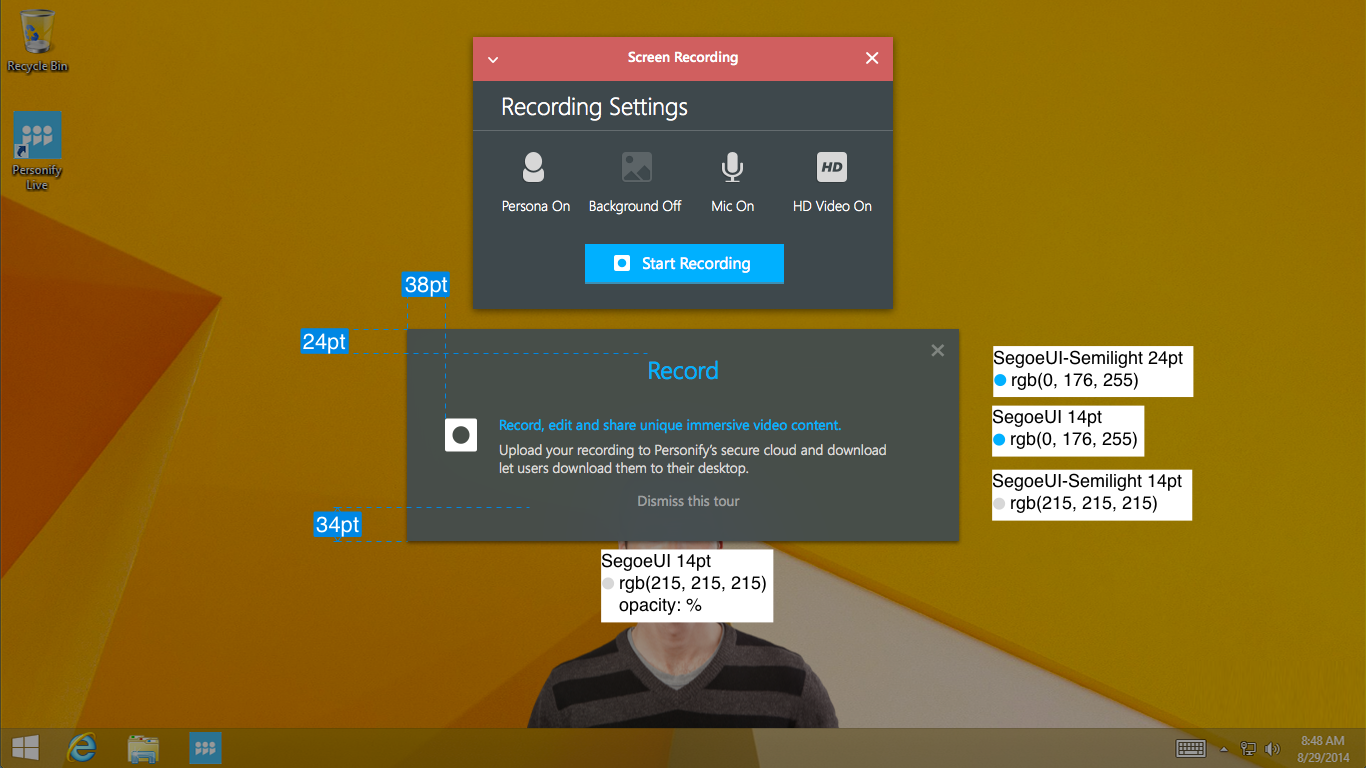 Recycle Bin
Personify
Live
Screen Recording
Recording Settings
Persona On
Background Off
Mic On
HD
HD Video On
Start Recording
38pt
24pt
Record
Record, edit and share unique immersive video content.
Upload your recording to Personify's secure cloud and download
let users download them to their desktop.
Dismiss this tour
34pt
SegoeUI-Semilight 24pt
rgb(0, 176, 255)
SegoeUI 14pt
rgb(0, 176, 255)
SegoeUI-Semilight 14pt
rgb(215, 215, 215)
SegoeUI 14pt
rgb(215, 215, 215)
opacity: %
8:48 AM
8/29/2014